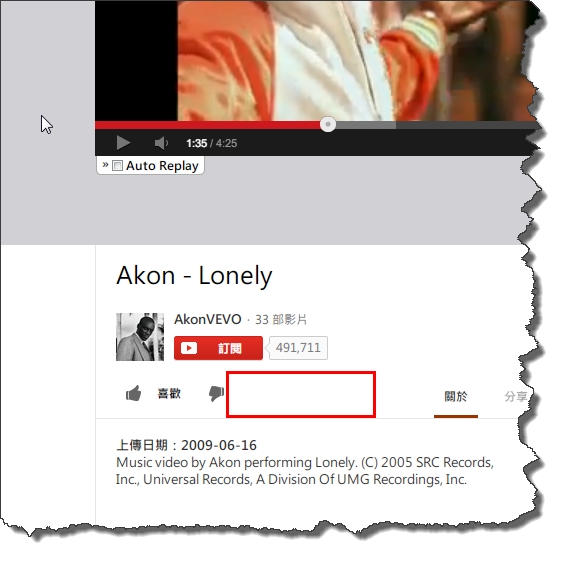 1:35 / 4:25
» Auto Replay
Akon - Lonely
AkonVEVO · 33 部影片
訂閱 491,711
喜歡 關於 分享
上傳日期：2009-06-16
Music video by Akon performing Lonely. (C) 2005 SRC Records,
Inc., Universal Records, A Division Of UMG Recordings, Inc.